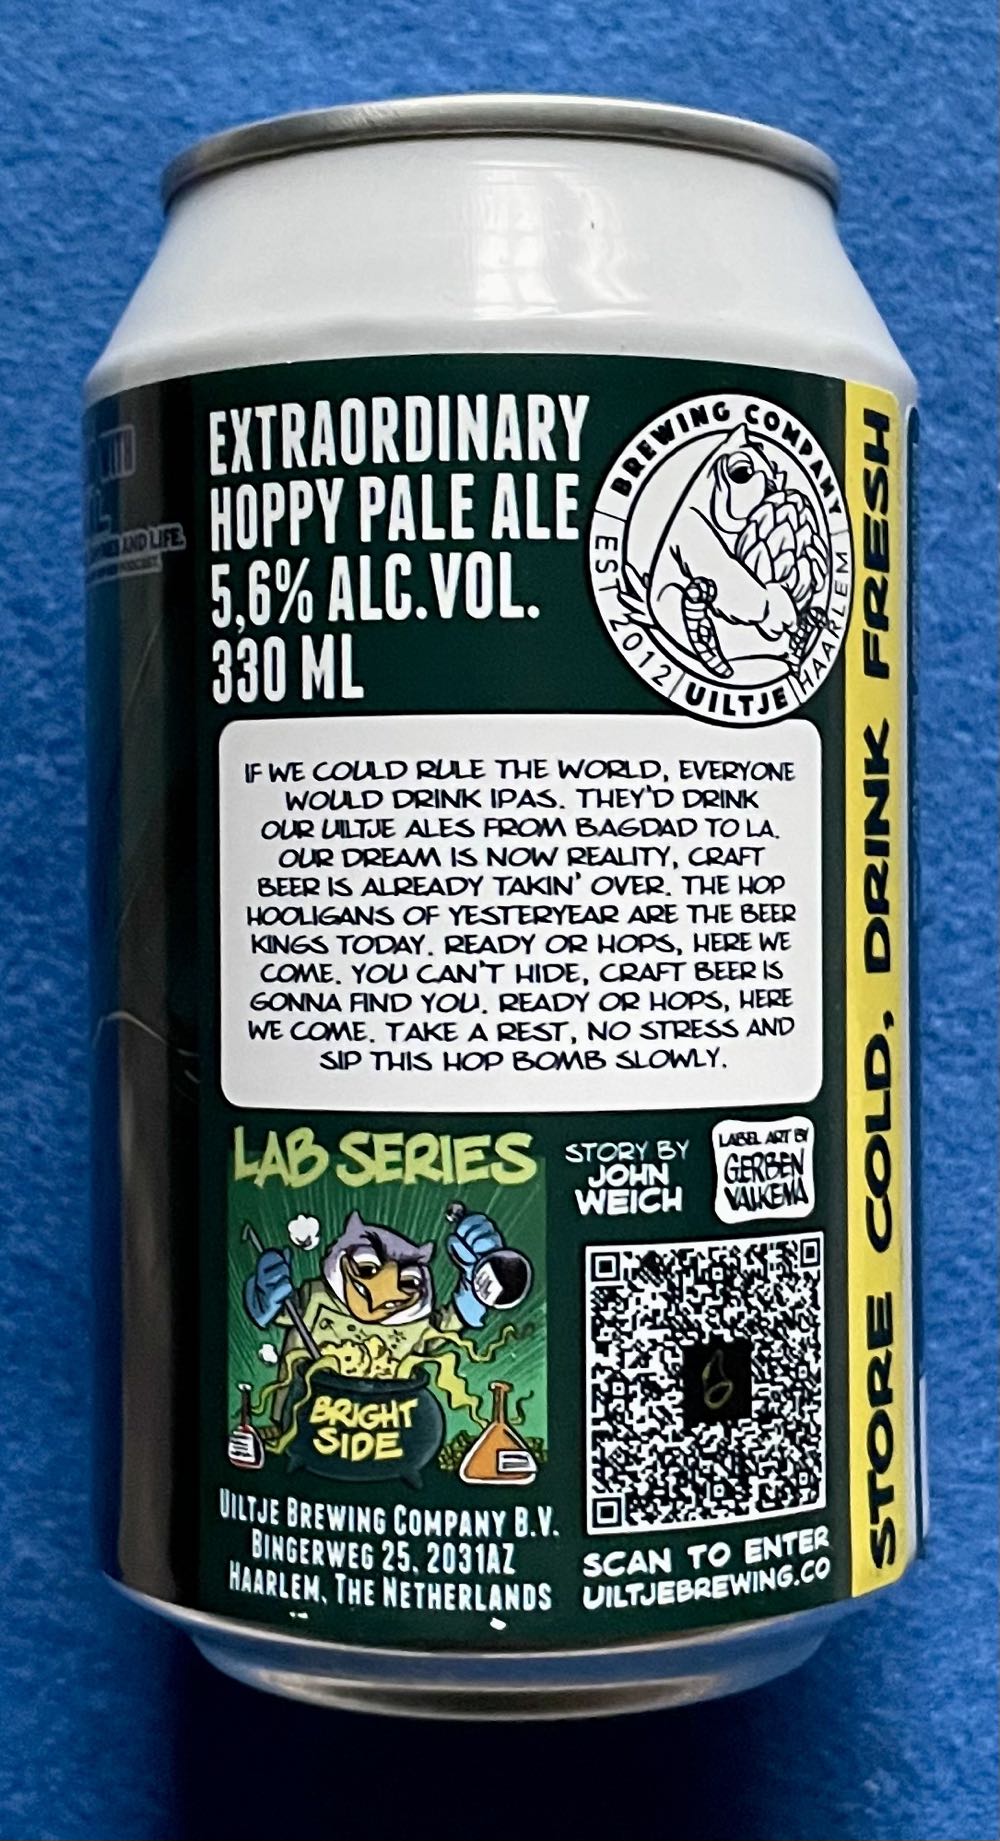 EXTRAORDINARY
HOPPY PALE ALE
5,6% ALC.VOL.
330 ML
BREWING COMPANY
EST 2012
UILTJE
HAARLEM
AND LIFE.
IF WE COULD RULE THE WORLD, EVERYONE
WOULD DRINK IPAS. THEY'D DRINK
OUR UILTJE ALES FROM BAGDAD TO LA.
OUR DREAM IS NOW REALITY, CRAFT
BEER IS ALREADY TAKIN' OVER. THE HOP
HOOLIGANS OF YESTERYEAR ARE THE BEER
KINGS TODAY. READY OR HOPS, HERE WE
COME. YOU CAN'T HIDE, CRAFT BEER IS
GONNA FIND YOU. READY OR HOPS, HERE
WE COME. TAKE A REST, NO STRESS AND
SIP THIS HOP BOMB SLOWLY.
LAB SERIES
BRIGHT
SIDE
STORY BY
JOHN
WEICH
LABEL ART BY
GERBEN
VALKEMA
UILTJE BREWING COMPANY B.V.
BINGERWEG 25, 2031AZ
HAARLEM, THE NETHERLANDS
SCAN TO ENTER
UILTJEBREWING.CO
STORE COLD, DRINK FRESH